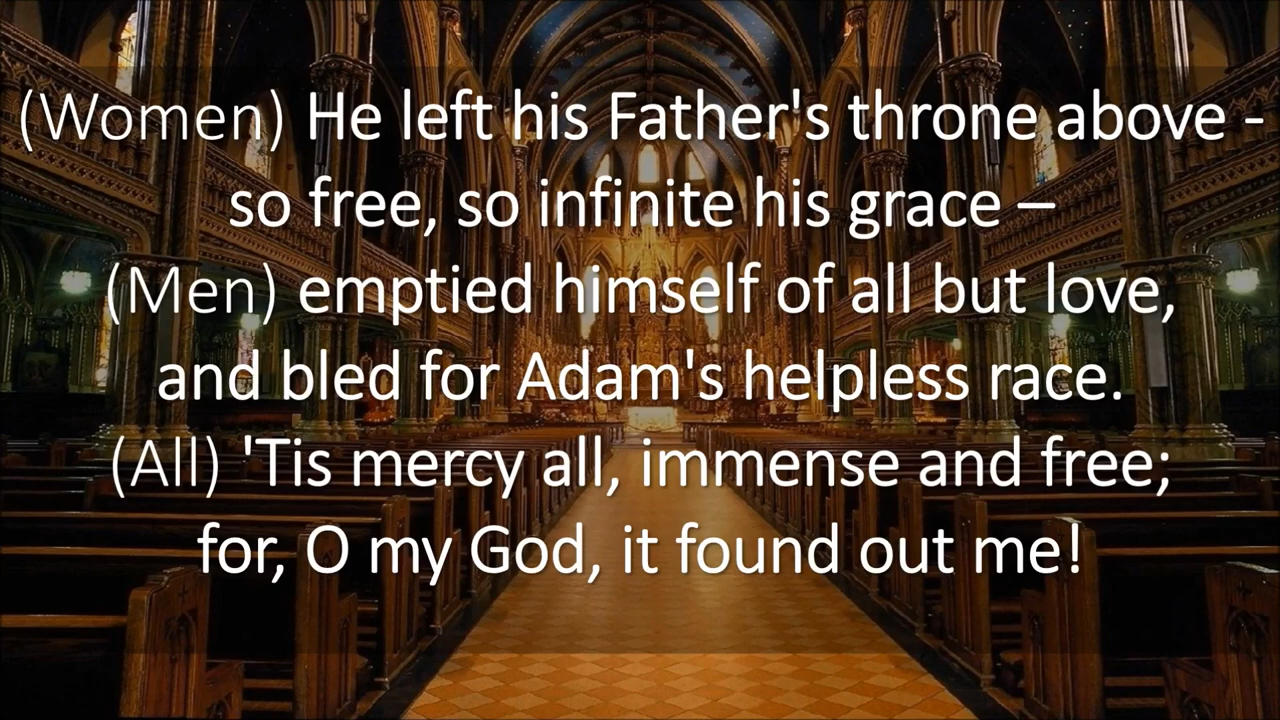 (Women) He left his Father's throne above -
so free, so infinite his grace –
(Men) emptied himself of all but love,
and bled for Adam's helpless race.
(All) 'Tis mercy all, immense and free;
for, O my God, it found out me!